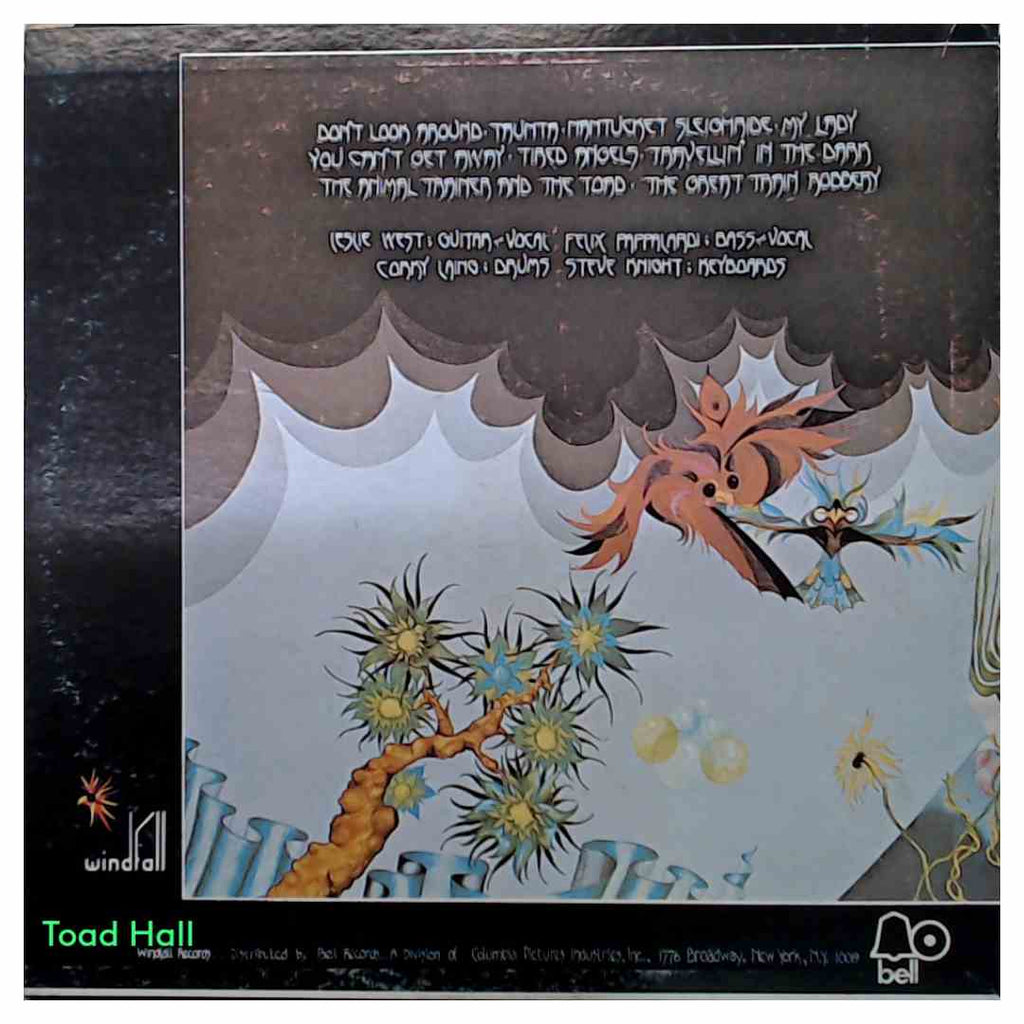 DON'T LOOK AROUND · TAUNTA · NANTUCKET SLEIGHRIDE · MY LADY
YOU CAN'T GET AWAY · TIRED ANGELS · TRAVELLIN' IN THE DARK
THE ANIMAL TRAINER AND THE TOAD · THE GREAT TRAIN ROBBERY
LESLIE WEST: GUITAR-VOCAL FELIX PAPPALARDI: BASS-VOCAL
CORKY LAING: DRUMS STEVE KNIGHT: KEYBOARDS
windfall
Toad Hall
Windfall Records Distributed by Bell Records. A Division of Columbia Pictures Industries, Inc., 1776 Broadway, New York, N.Y.
bell